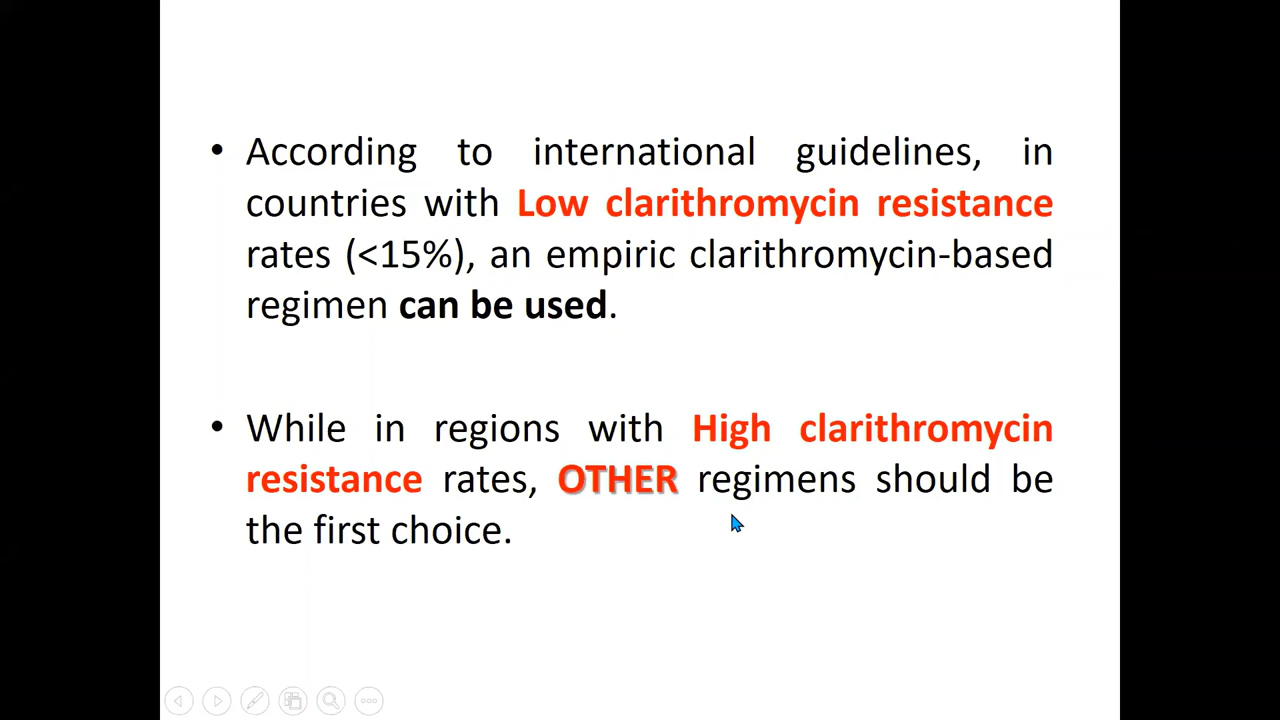 • According to international guidelines, in
countries with Low clarithromycin resistance
rates (<15%), an empiric clarithromycin-based
regimen can be used.
• While in regions with High clarithromycin
resistance rates, OTHER regimens should be
the first choice.